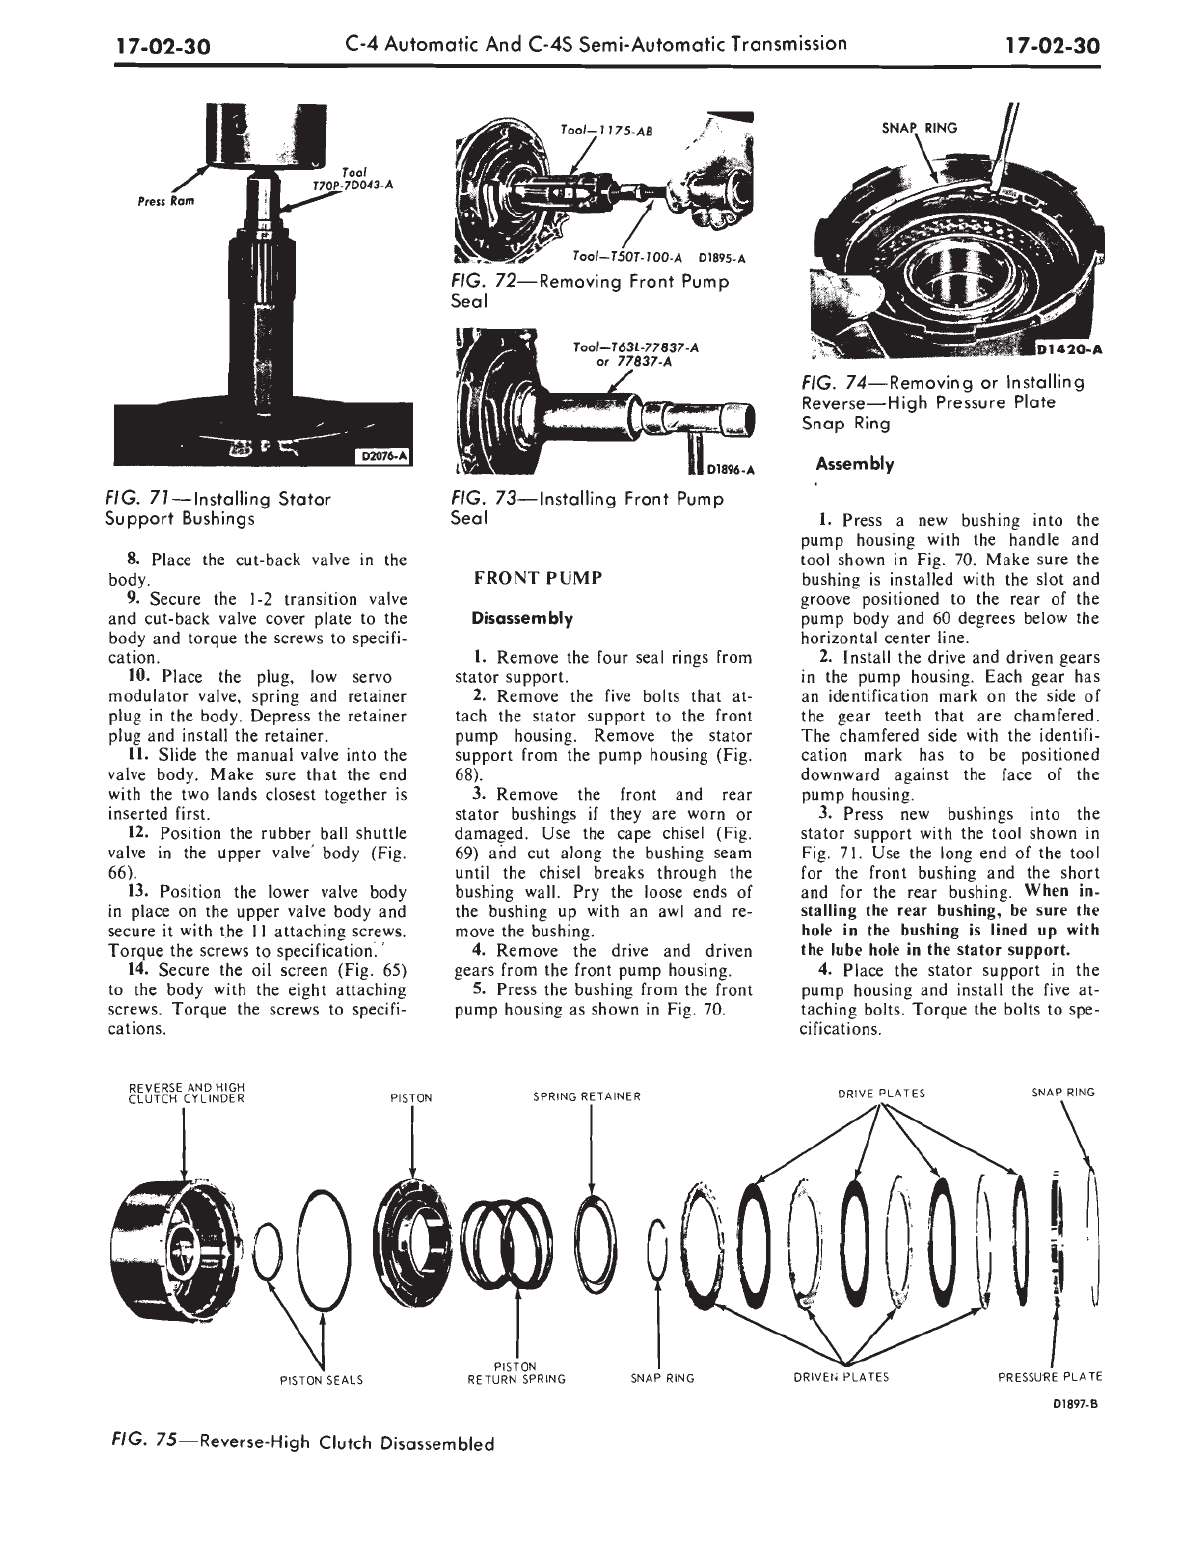 17-02-30
C-4 Automatic And C-4S Semi-Automatic Transmission
17-02-30
Tool
T70P-7D043-A
Press Ram
D2076-A
FIG. 71—Installing Stator
Support Bushings
8. Place the cut-back valve in the
body.
9. Secure the 1-2 transition valve
and cut-back valve cover plate to the
body and torque the screws to specifi-
cation.
10. Place the plug, low servo
modulator valve, spring and retainer
plug in the body. Depress the retainer
plug and install the retainer.
11. Slide the manual valve into the
valve body. Make sure that the end
with the two lands closest together is
inserted first.
12. Position the rubber ball shuttle
valve in the upper valve body (Fig.
66).
13. Position the lower valve body
in place on the upper valve body and
secure it with the 11 attaching screws.
Torque the screws to specification.
14. Secure the oil screen (Fig. 65)
to the body with the eight attaching
screws. Torque the screws to specifi-
cations.
Tool—1175-AB
Tool—T50T-100-A D1895-A
FIG. 72—Removing Front Pump
Seal
Tool—T63L-77837-A
or 77837-A
D1896-A
FIG. 73—Installing Front Pump
Seal
FRONT PUMP
Disassembly
1. Remove the four seal rings from
stator support.
2. Remove the five bolts that at-
tach the stator support to the front
pump housing. Remove the stator
support from the pump housing (Fig.
68).
3. Remove the front and rear
stator bushings if they are worn or
damaged. Use the cape chisel (Fig.
69) and cut along the bushing seam
until the chisel breaks through the
bushing wall. Pry the loose ends of
the bushing up with an awl and re-
move the bushing.
4. Remove the drive and driven
gears from the front pump housing.
5. Press the bushing from the front
pump housing as shown in Fig. 70.
SNAP RING
D1420-A
FIG. 74—Removing or Installing
Reverse—High Pressure Plate
Snap Ring
Assembly
1. Press a new bushing into the
pump housing with the handle and
tool shown in Fig. 70. Make sure the
bushing is installed with the slot and
groove positioned to the rear of the
pump body and 60 degrees below the
horizontal center line.
2. Install the drive and driven gears
in the pump housing. Each gear has
an identification mark on the side of
the gear teeth that are chamfered.
The chamfered side with the identifi-
cation mark has to be positioned
downward against the face of the
pump housing.
3. Press new bushings into the
stator support with the tool shown in
Fig. 71. Use the long end of the tool
for the front bushing and the short
and for the rear bushing. When in-
stalling the rear bushing, be sure the
hole in the bushing is lined up with
the lube hole in the stator support.
4. Place the stator support in the
pump housing and install the five at-
taching bolts. Torque the bolts to spe-
cifications.
REVERSE AND HIGH
CLUTCH CYLINDER
PISTON
SPRING RETAINER
DRIVE PLATES
SNAP RING
PISTON SEALS
PISTON
RETURN SPRING
SNAP RING
DRIVEN PLATES
PRESSURE PLATE
D1897-B
FIG. 75—Reverse-High Clutch Disassembled